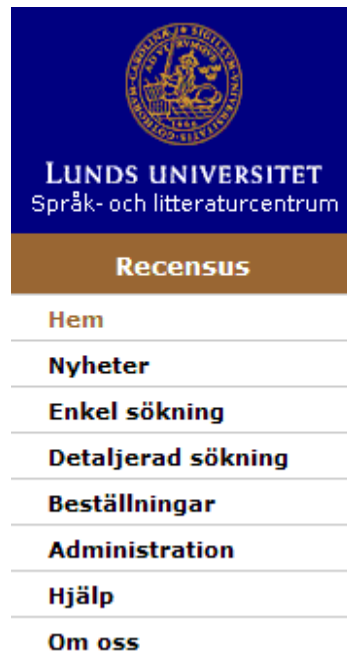 LUNDS UNIVERSITET
Språk- och litteraturcentrum
Recensus
Hem
Nyheter
Enkel sökning
Detaljerad sökning
Beställningar
Administration
Hjälp
Om oss